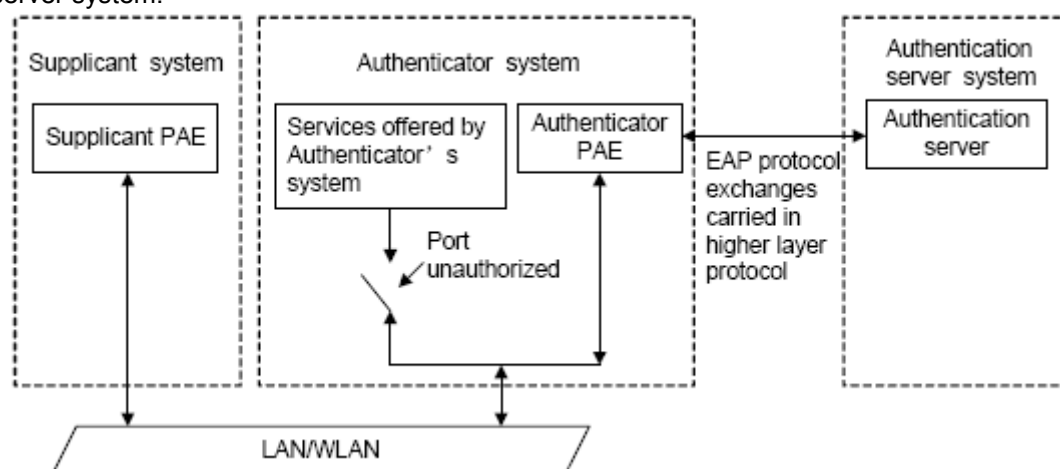 server system.
Supplicant system
Authenticator system
Authentication
server system
Supplicant PAE
Services offered by
Authenticator's
system
Authenticator
PAE
Authentication
server
EAP protocol
exchanges
carried in
higher layer
protocol
Port
unauthorized
LAN/WLAN